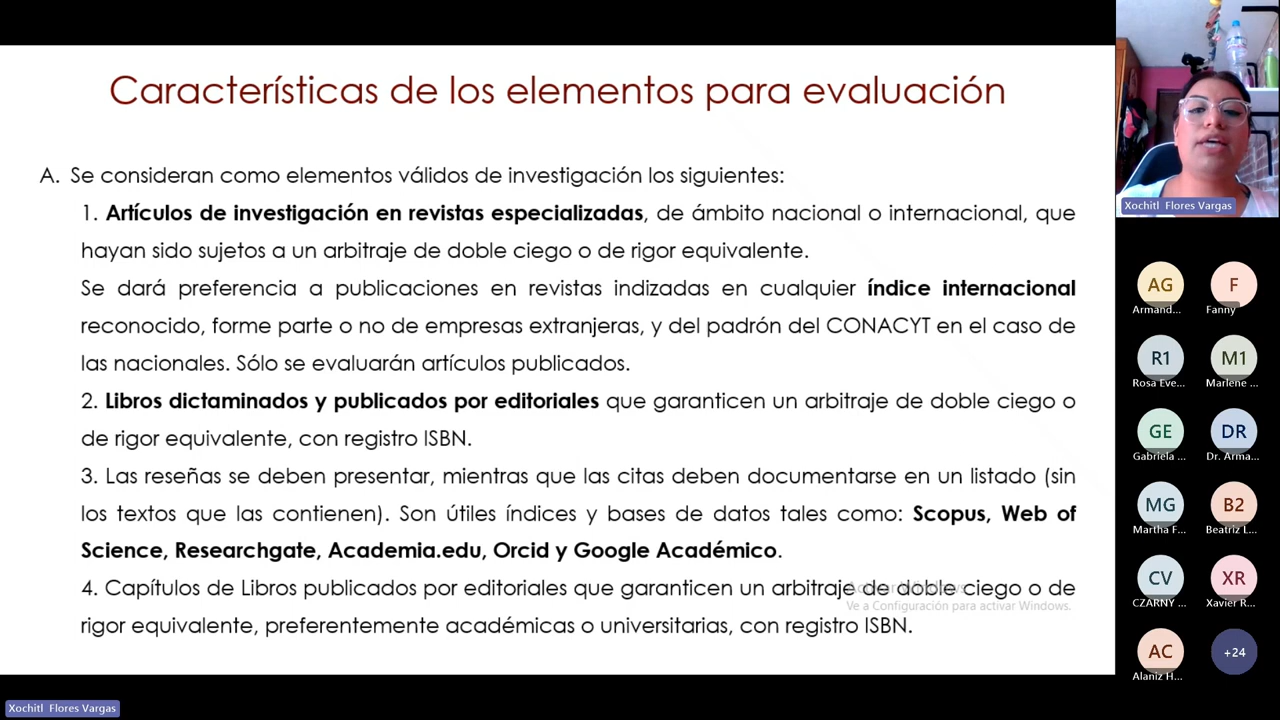 Características de los elementos para evaluación
A. Se consideran como elementos válidos de investigación los siguientes:
1. Artículos de investigación en revistas especializadas, de ámbito nacional o internacional, que
hayan sido sujetos a un arbitraje de doble ciego o de rigor equivalente.
Se dará preferencia a publicaciones en revistas indizadas en cualquier índice internacional
reconocido, forme parte o no de empresas extranjeras, y del padrón del CONACYT en el caso de
las nacionales. Sólo se evaluarán artículos publicados.
2. Libros dictaminados y publicados por editoriales que garanticen un arbitraje de doble ciego o
de rigor equivalente, con registro ISBN.
3. Las reseñas se deben presentar, mientras que las citas deben documentarse en un listado (sin
los textos que las contienen). Son útiles índices y bases de datos tales como: Scopus, Web of
Science, Researchgate, Academia.edu, Orcid y Google Académico.
4. Capítulos de Libros publicados por editoriales que garanticen un arbitraje de doble ciego o de
rigor equivalente, preferentemente académicas o universitarias, con registro ISBN.
Activar Windows
Ve a Configuración para activar Windows.
Xochitl Flores Vargas
AG
Armand...
F
Fanny
R1
Rosa Eve...
M1
Marlene ...
GE
Gabriela ...
DR
Dr. Arma...
MG
Martha F...
B2
Beatriz L...
CV
CZARNY ...
XR
Xavier R...
AC
Alaniz H...
+24
Xochitl Flores Vargas